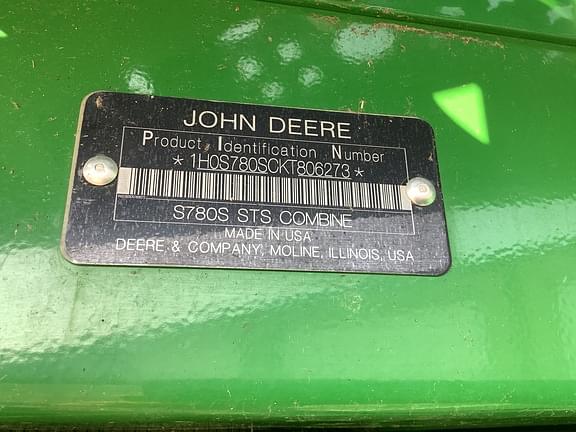 JOHN DEERE
Product Identification Number
*1H0S780SCKT806273*
S780S STS COMBINE
MADE IN USA
DEERE & COMPANY, MOLINE, ILLINOIS, USA